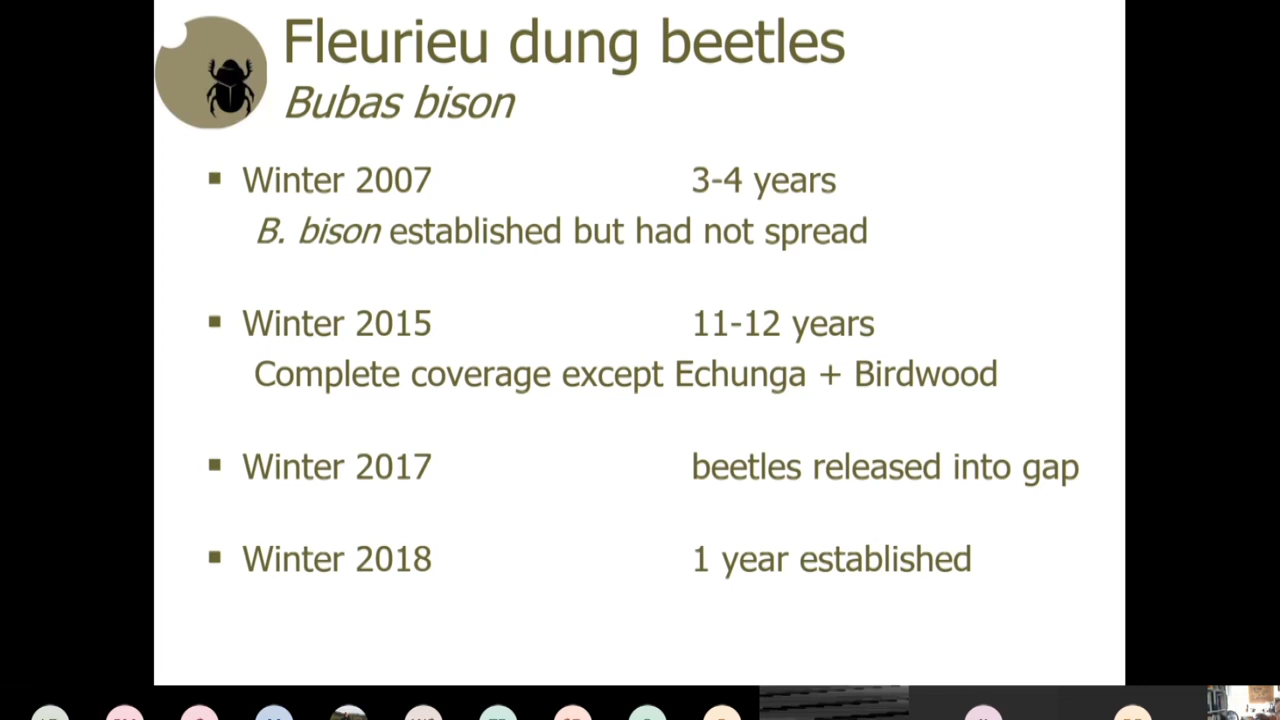 Fleurieu dung beetles
Bubas bison
▪ Winter 2007 3-4 years
B. bison established but had not spread
▪ Winter 2015 11-12 years
Complete coverage except Echunga + Birdwood
▪ Winter 2017 beetles released into gap
▪ Winter 2018 1 year established